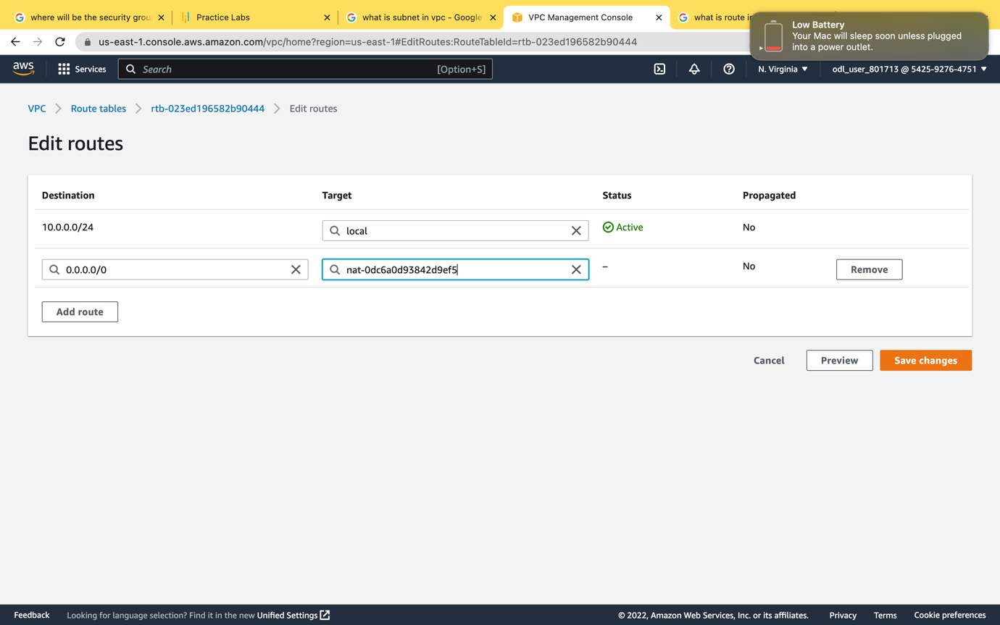 where will be the security grou
Practice Labs
what is subnet in vpc - Google
VPC Management Console
what is route i
Low Battery
Your Mac will sleep soon unless plugged
into a power outlet.
us-east-1.console.aws.amazon.com/vpc/home?region=us-east-1#EditRoutes:RouteTableId=rtb-023ed196582b90444
aws
Services
Search
[Option+S]
N. Virginia
odl_user_801713 @ 5425-9276-4751
VPC
Route tables
rtb-023ed196582b90444
Edit routes
Edit routes
Destination
Target
Status
Propagated
10.0.0.0/24
local
Active
No
0.0.0.0/0
nat-0dc6a0d93842d9ef5
–
No
Remove
Add route
Cancel
Preview
Save changes
Feedback
Looking for language selection? Find it in the new Unified Settings
© 2022, Amazon Web Services, Inc. or its affiliates.
Privacy
Terms
Cookie preferences